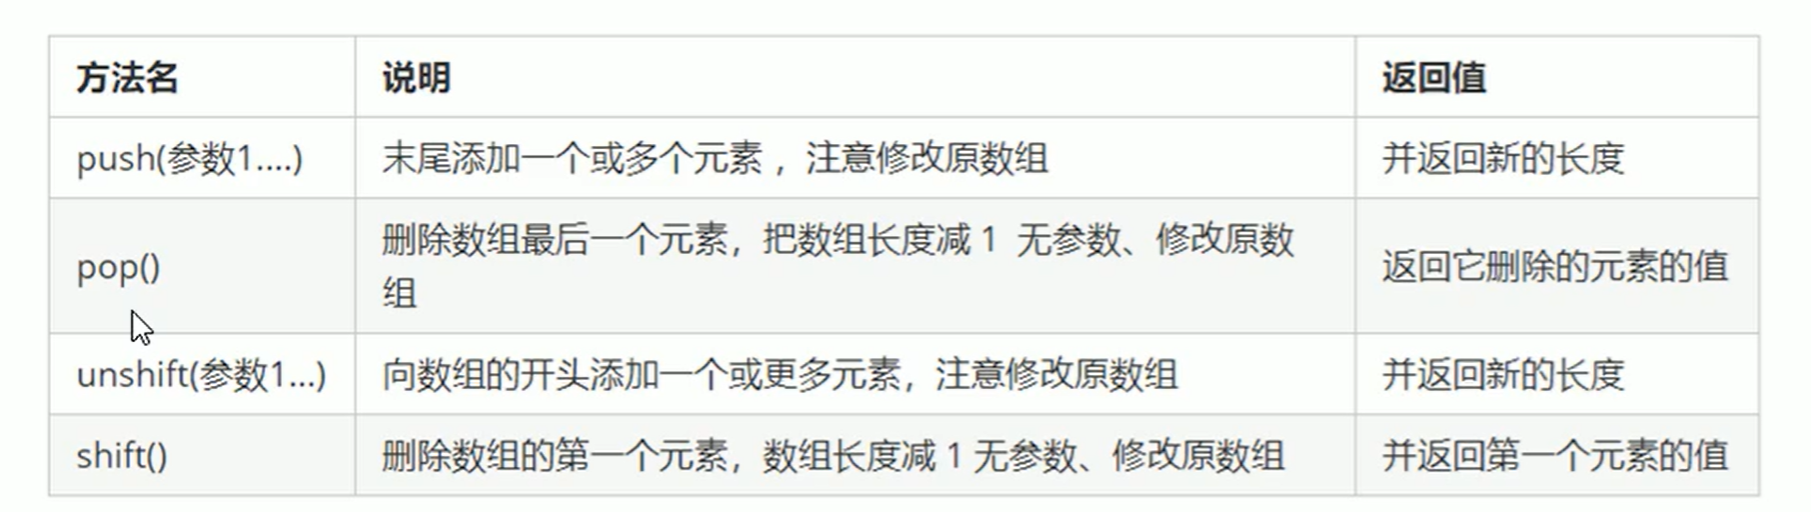 方法名 说明 返回值
push(参数1....) 末尾添加一个或多个元素，注意修改原数组 并返回新的长度
pop() 删除数组最后一个元素，把数组长度减 1 无参数、修改原数 返回它删除的元素的值
组
unshift(参数1...) 向数组的开头添加一个或更多元素，注意修改原数组 并返回新的长度
shift() 删除数组的第一个元素，数组长度减 1 无参数、修改原数组 并返回第一个元素的值